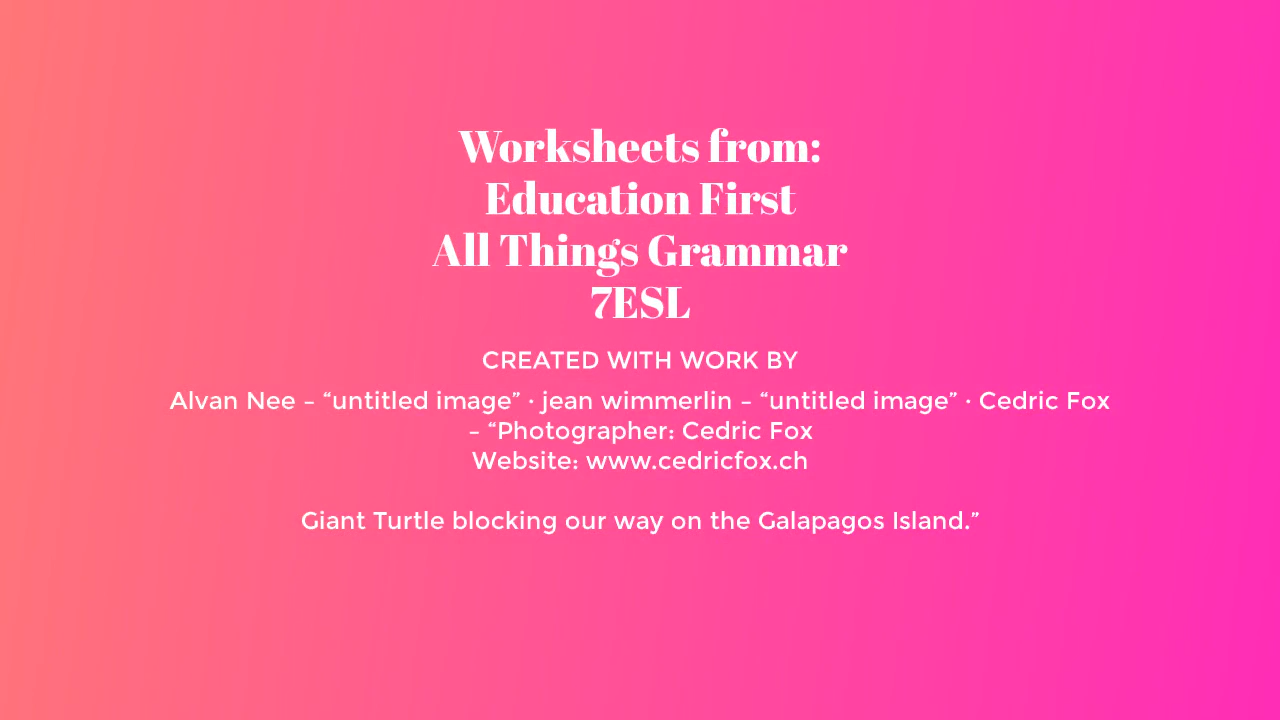 Worksheets from:
Education First
All Things Grammar
7ESL
CREATED WITH WORK BY
Alvan Nee – “untitled image” · jean wimmerlin – “untitled image” · Cedric Fox
– “Photographer: Cedric Fox
Website: www.cedricfox.ch
Giant Turtle blocking our way on the Galapagos Island.”